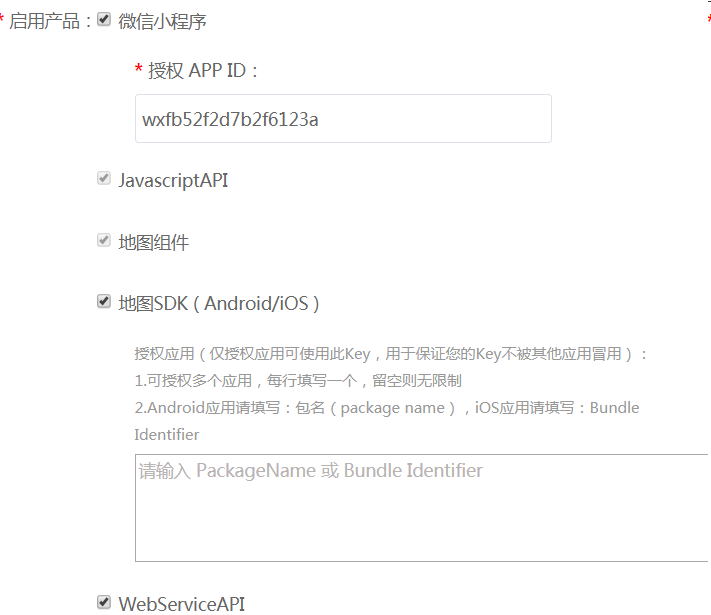 * 启用产品：微信小程序
* 授权 APP ID：
wxfb52f2d7b2f6123a
JavascriptAPI
地图组件
地图SDK（Android/iOS）
授权应用（仅授权应用可使用此Key，用于保证您的Key不被其他应用冒用）：
1.可授权多个应用，每行填写一个，留空则无限制
2.Android应用请填写：包名（package name），iOS应用请填写：Bundle
Identifier
请输入 PackageName 或 Bundle Identifier
WebServiceAPI